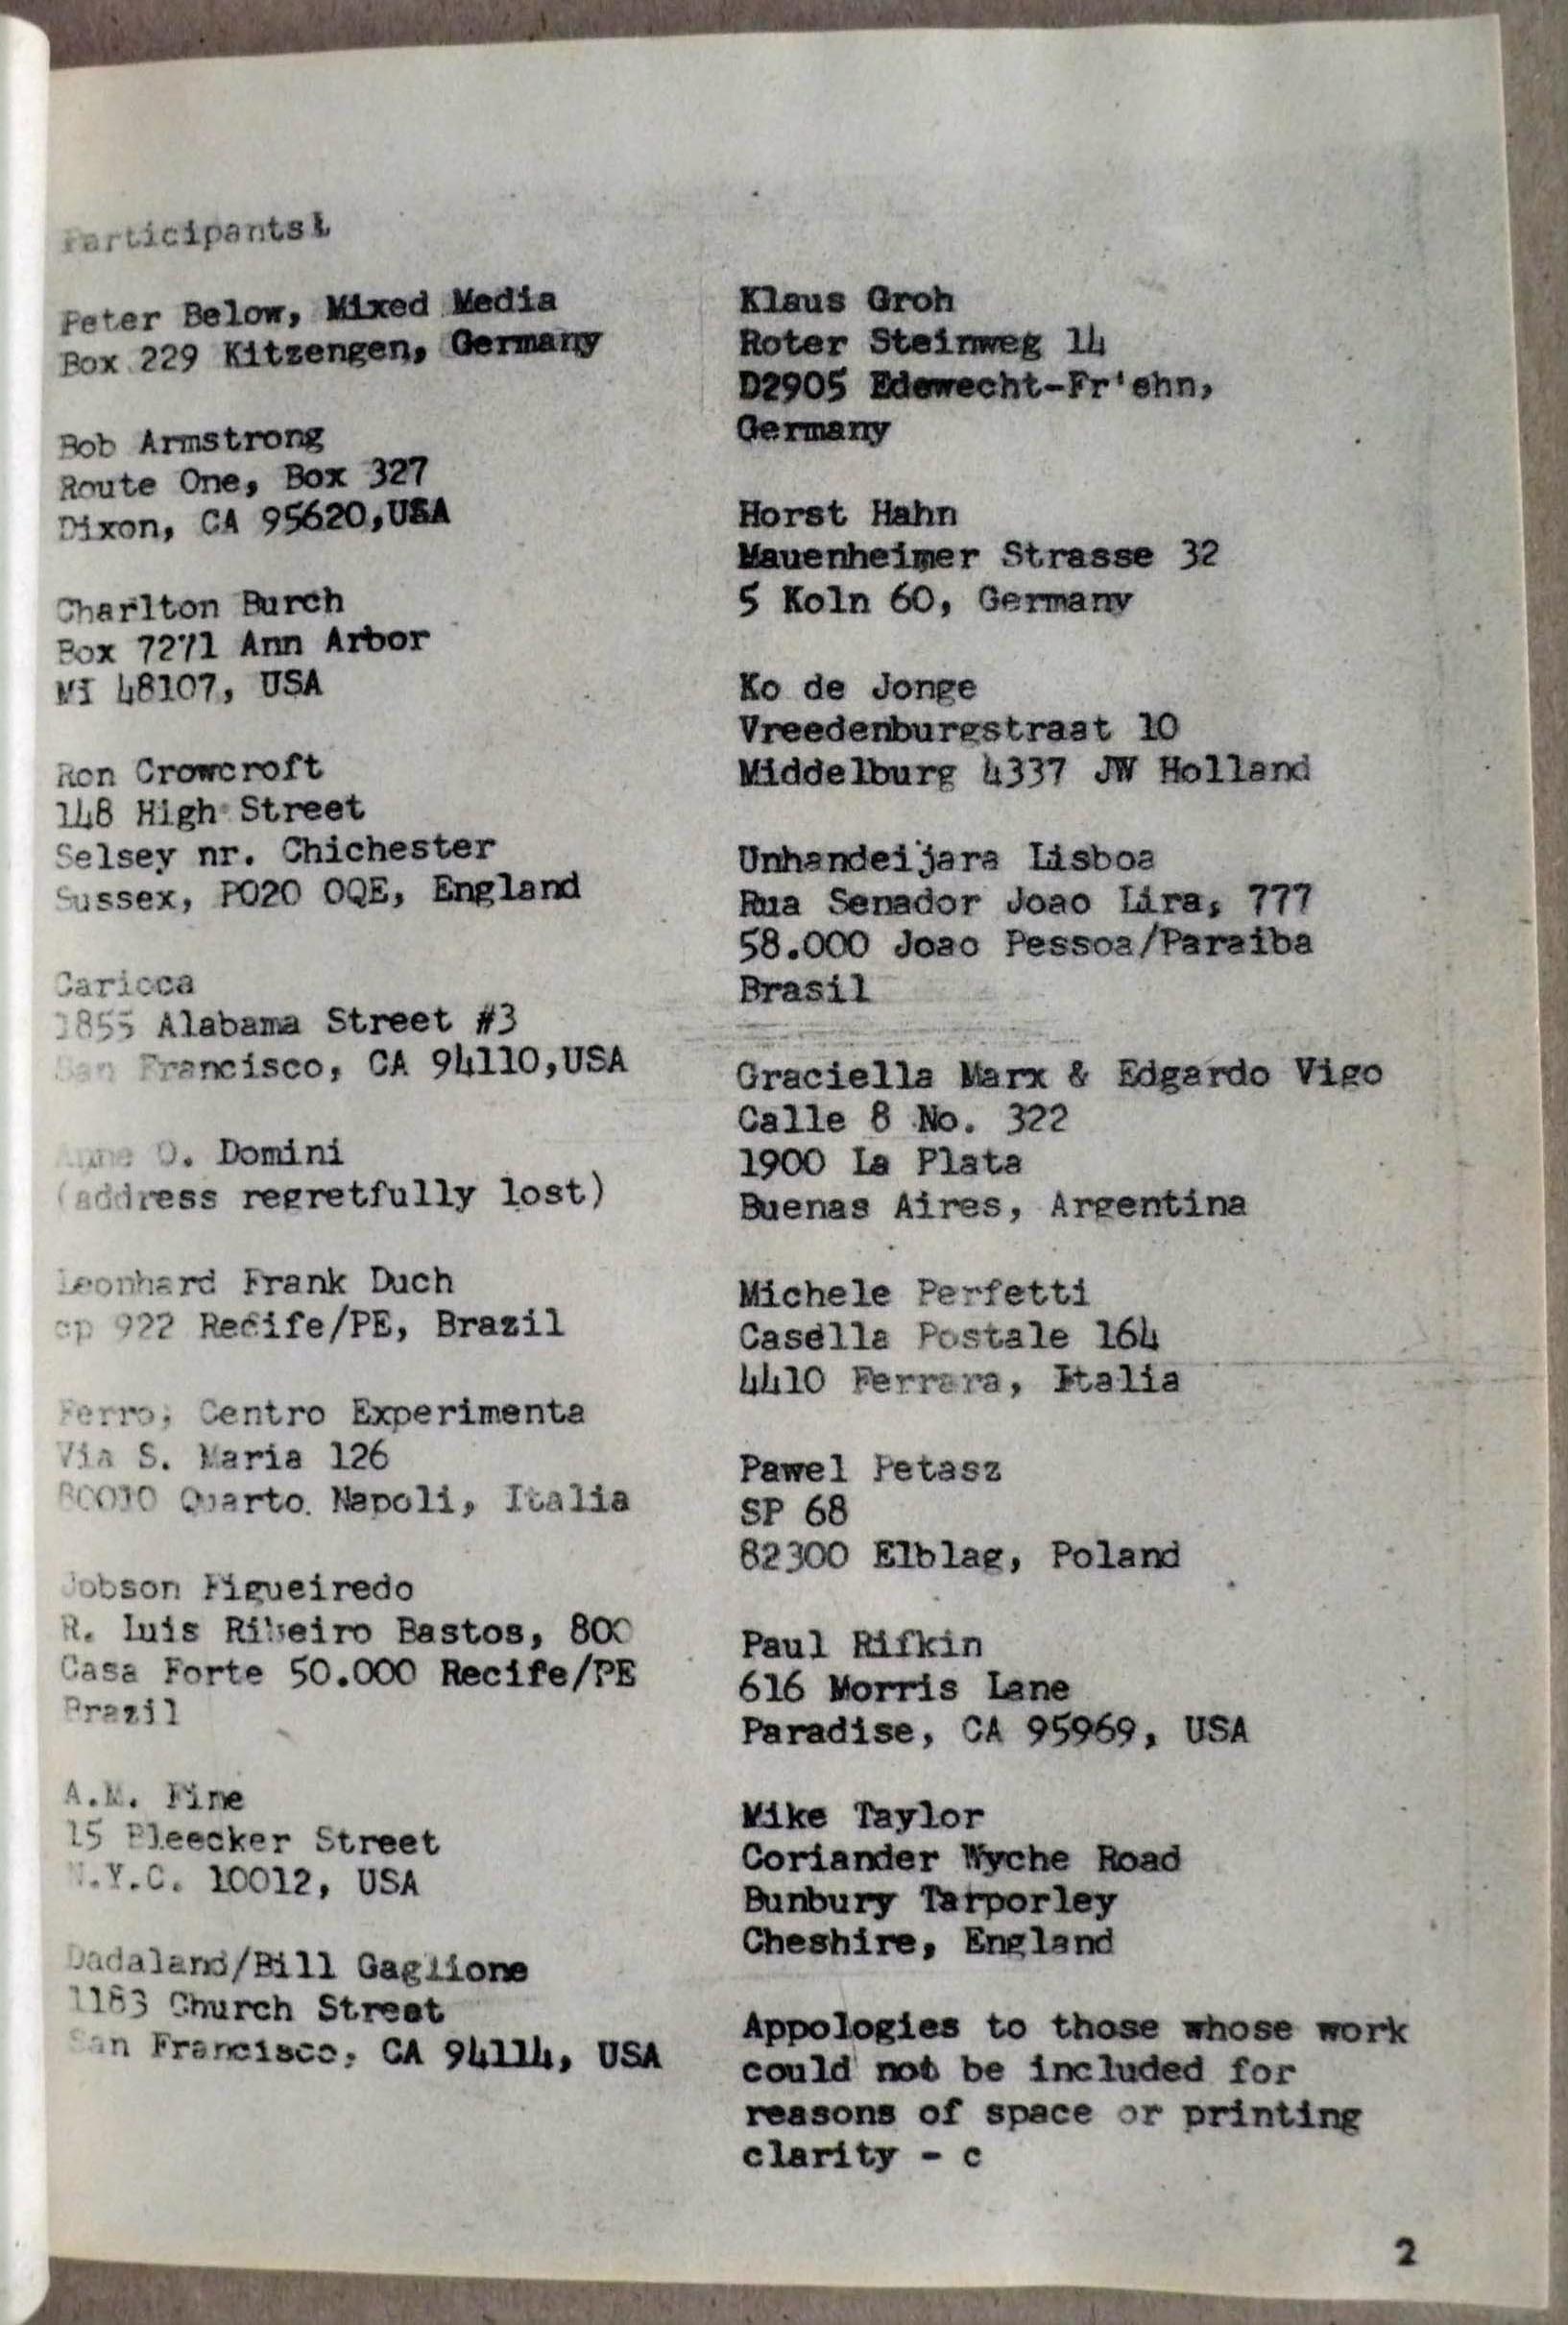 Participants:
Peter Below, Mixed Media
Box 229 Kitzengen, Germany
Bob Armstrong
Route One, Box 327
Dixon, CA 95620,USA
Charlton Burch
Box 7271 Ann Arbor
MI 48107, USA
Ron Crowcroft
148 High Street
Selsey nr. Chichester
Sussex, PO20 0QE, England
Carioca
1855 Alabama Street #3
San Francisco, CA 94110,USA
Anne O. Domini
(address regretfully lost)
Leonhard Frank Duch
cp 922 Recife/PE, Brazil
Ferro, Centro Experimenta
Via S. Maria 126
80010 Quarto. Napoli, Italia
Jobson Figueiredo
R. Luis Ribeiro Bastos, 800
Casa Forte 50.000 Recife/PE
Brazil
A.M. Fine
15 Bleecker Street
N.Y.C. 10012, USA
Dadaland/Bill Gaglione
1183 Church Street
San Francisco, CA 94114, USA
Klaus Groh
Roter Steinweg 14
D2905 Edewecht-Fr'ehn,
Germany
Horst Hahn
Mauenheimer Strasse 32
5 Koln 60, Germany
Ko de Jonge
Vreedenburgstraat 10
Middelburg 4337 JW Holland
Unhandeijara Lisboa
Rua Senador Joao Lira, 777
58.000 Joao Pessoa/Paraiba
Brasil
Graciella Marx & Edgardo Vigo
Calle 8 No. 322
1900 La Plata
Buenas Aires, Argentina
Michele Perfetti
Casella Postale 164
4410 Ferrara, Italia
Pawel Petasz
SP 68
82300 Elblag, Poland
Paul Rifkin
616 Morris Lane
Paradise, CA 95969, USA
Mike Taylor
Coriander Wyche Road
Bunbury Tarporley
Cheshire, England
Appologies to those whose work
could not be included for
reasons of space or printing
clarity - c
2